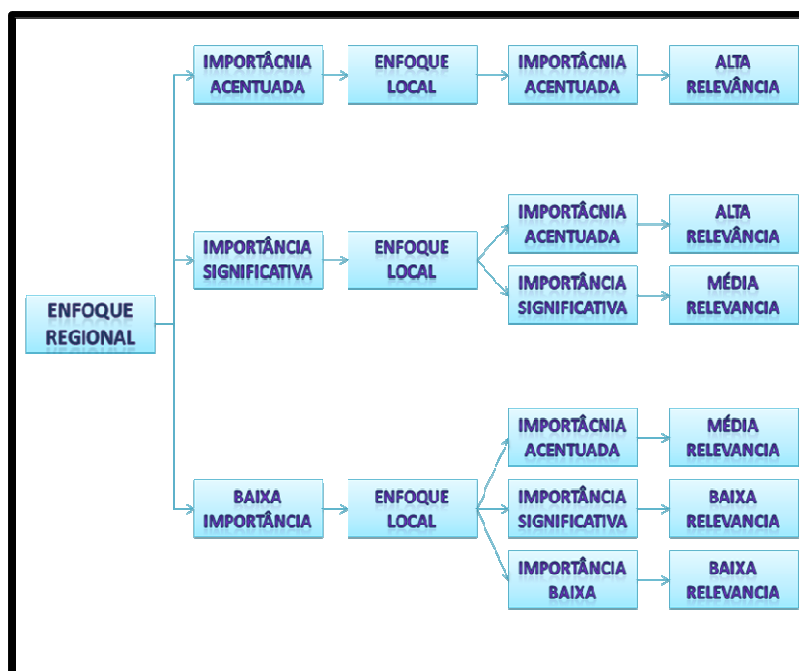 IMPORTÂCNIA
ACENTUADA
ENFOQUE
LOCAL
IMPORTÂCNIA
ACENTUADA
ALTA
RELEVÂNCIA
IMPORTÂNCIA
SIGNIFICATIVA
ENFOQUE
LOCAL
IMPORTÂCNIA
ACENTUADA
ALTA
RELEVÂNCIA
IMPORTÂNCIA
SIGNIFICATIVA
MÉDIA
RELEVANCIA
ENFOQUE
REGIONAL
BAIXA
IMPORTÂNCIA
ENFOQUE
LOCAL
IMPORTÂCNIA
ACENTUADA
MÉDIA
RELEVANCIA
IMPORTÂNCIA
SIGNIFICATIVA
BAIXA
RELEVANCIA
IMPORTÂNCIA
BAIXA
BAIXA
RELEVANCIA